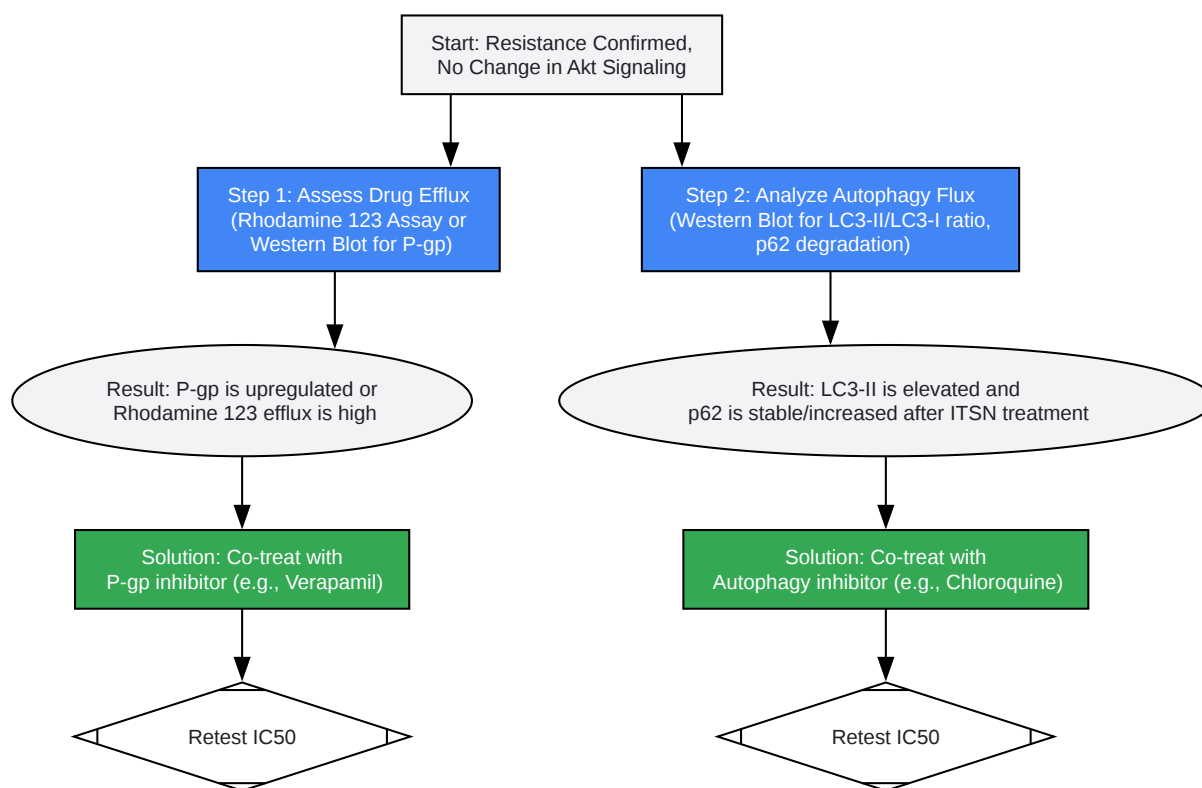 Start: Resistance Confirmed,
No Change in Akt Signaling
Step 1: Assess Drug Efflux
(Rhodamine 123 Assay or
Western Blot for P-gp)
Step 2: Analyze Autophagy Flux
(Western Blot for LC3-II/LC3-I ratio,
p62 degradation)
Result: P-gp is upregulated or
Rhodamine 123 efflux is high
Result: LC3-II is elevated and
p62 is stable/increased after ITSN treatment
Solution: Co-treat with
P-gp inhibitor (e.g., Verapamil)
Solution: Co-treat with
Autophagy inhibitor (e.g., Chloroquine)
Retest IC50
Retest IC50